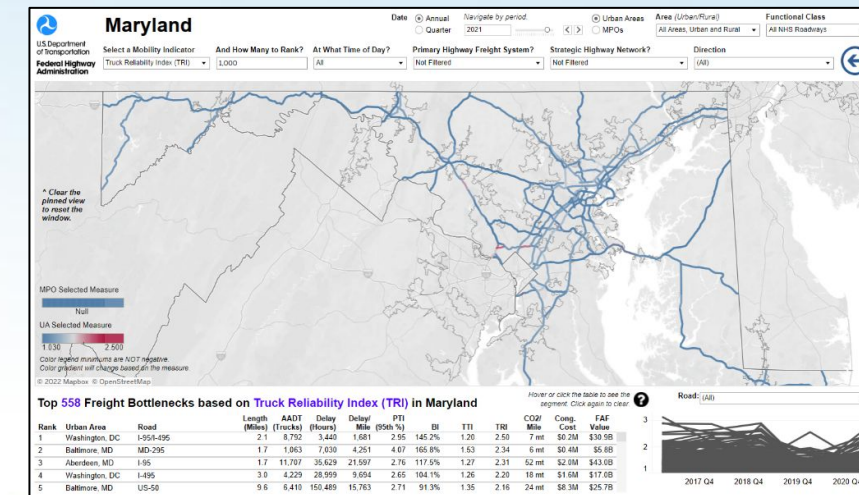 Maryland
Date Annual Quarter
Navigate by period.
2021
Urban Areas
MPOs
Area (Urban/Rural)
All Areas, Urban and Rural
Functional Class
All NHS Roadways
U.S.Department
of Transportation
Federal Highway
Administration
Select a Mobility Indicator And How Many to Rank? At What Time of Day? Primary Highway Freight System? Strategic Highway Network? Direction
Truck Reliability Index (TRI) 1,000 All Not Filtered Not Filtered (All)
^ Clear the
pinned view
to reset the
window.
MPO Selected Measure
Null
UA Selected Measure
1.030 2.500
Color legend minimums are NOT negative.
Color gradient will change based on the measure.
© 2022 Mapbox © OpenStreetMap
Top 558 Freight Bottlenecks based on Truck Reliability Index (TRI) in Maryland
Hover or click the table to see the
segment. Click again to clear.
?
Road: (All)
Rank Urban Area Road Length (Miles) AADT (Trucks) Delay (Hours) Delay/ Mile PTI (95th %) BI TTI TRI CO2/ Mile Cong. Cost FAF Value
1 Washington, DC I-95/I-495 2.1 8,792 3,440 1,681 2.95 145.2% 1.20 2.50 7 mt $0.2M $30.9B
2 Baltimore, MD MD-295 1.7 1,063 7,030 4,251 4.07 165.8% 1.53 2.34 6 mt $0.4M $5.8B
3 Aberdeen, MD I-95 1.7 11,707 35,629 21,597 2.76 117.5% 1.27 2.31 52 mt $2.0M $43.0B
4 Washington, DC I-495 3.0 4,229 28,999 9,694 2.65 104.1% 1.26 2.20 18 mt $1.6M $17.0B
5 Baltimore, MD US-50 9.6 6,410 150,489 15,763 2.71 91.3% 1.35 2.16 24 mt $8.3M $25.7B
3
2
1
2017 Q4 2018 Q4 2019 Q4 2020 Q4